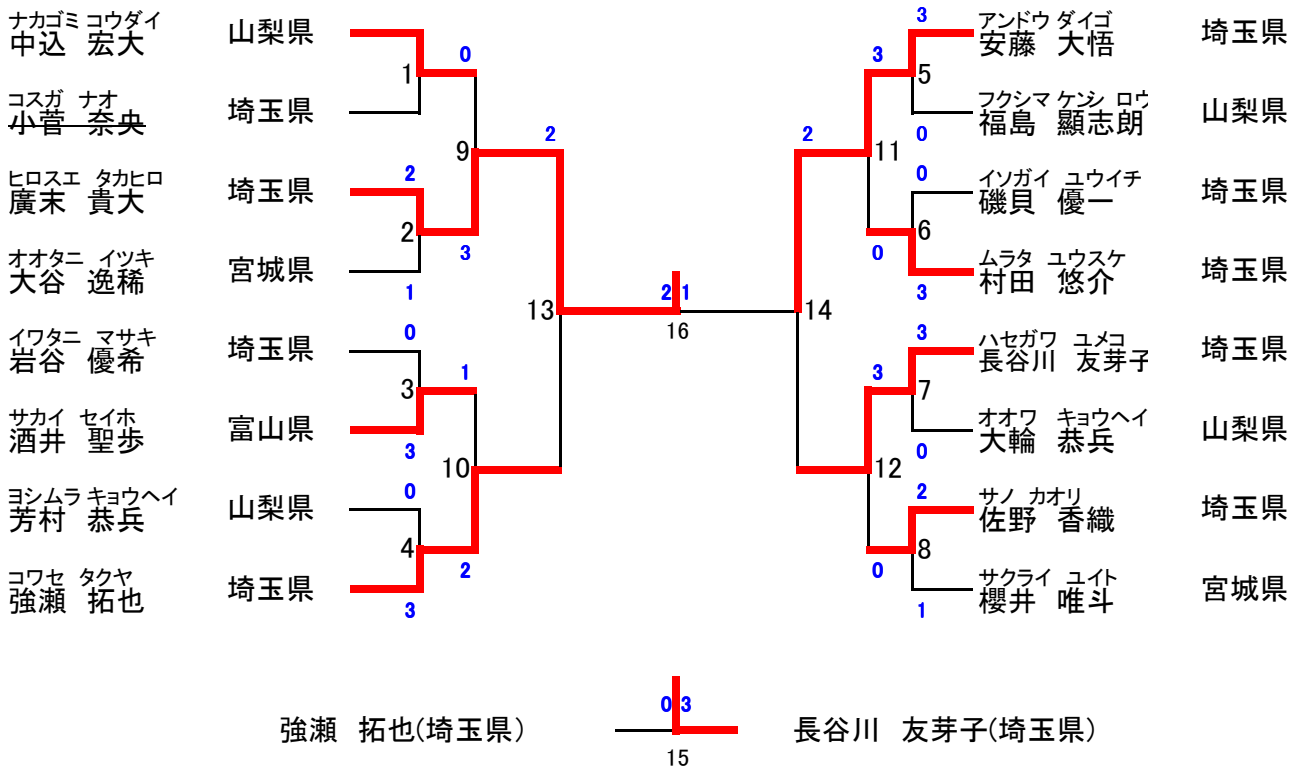 ナカゴミ コウダイ
中込 宏大 山梨県
1
0
コスガ ナオ
小菅 奈央 埼玉県
9
2
ヒロスエ タカヒロ
廣末 貴大 埼玉県
2
2
3
オオタニ イツキ
大谷 逸稀 宮城県
1
13
イワタニ マサキ
岩谷 優希 埼玉県
0
3
1
サカイ セイホ
酒井 聖歩 富山県
3
10
ヨシムラ キョウヘイ
芳村 恭兵 山梨県
0
4
2
コワセ タクヤ
強瀬 拓也 埼玉県
3
2 1
16
3
アンドウ ダイゴ
安藤 大悟 埼玉県
3
5
フクシマ ケンシロウ
福島 顯志朗 山梨県
0
2
11
0
イソガイ ユウイチ
磯貝 優一 埼玉県
6
0
ムラタ ユウスケ
村田 悠介 埼玉県
3
14
3
ハセガワ ユメコ
長谷川 友芽子 埼玉県
3
7
オオワ キョウヘイ
大輪 恭兵 山梨県
0
12
2
サノ カオリ
佐野 香織 埼玉県
8
0
サクライ ユイト
櫻井 唯斗 宮城県
1
強瀬 拓也(埼玉県) 0 3 長谷川 友芽子(埼玉県)
15